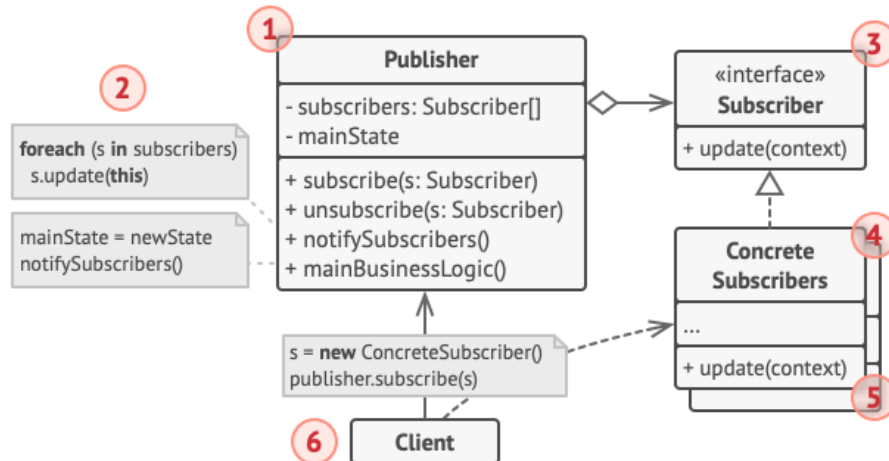 1
Publisher
- subscribers: Subscriber[]
- mainState
+ subscribe(s: Subscriber)
+ unsubscribe(s: Subscriber)
+ notifySubscribers()
+ mainBusinessLogic()
2
foreach (s in subscribers)
s.update(this)
mainState = newState
notifySubscribers()
3
«interface»
Subscriber
+ update(context)
4
Concrete
Subscribers
...
+ update(context)
5
s = new ConcreteSubscriber()
publisher.subscribe(s)
6
Client